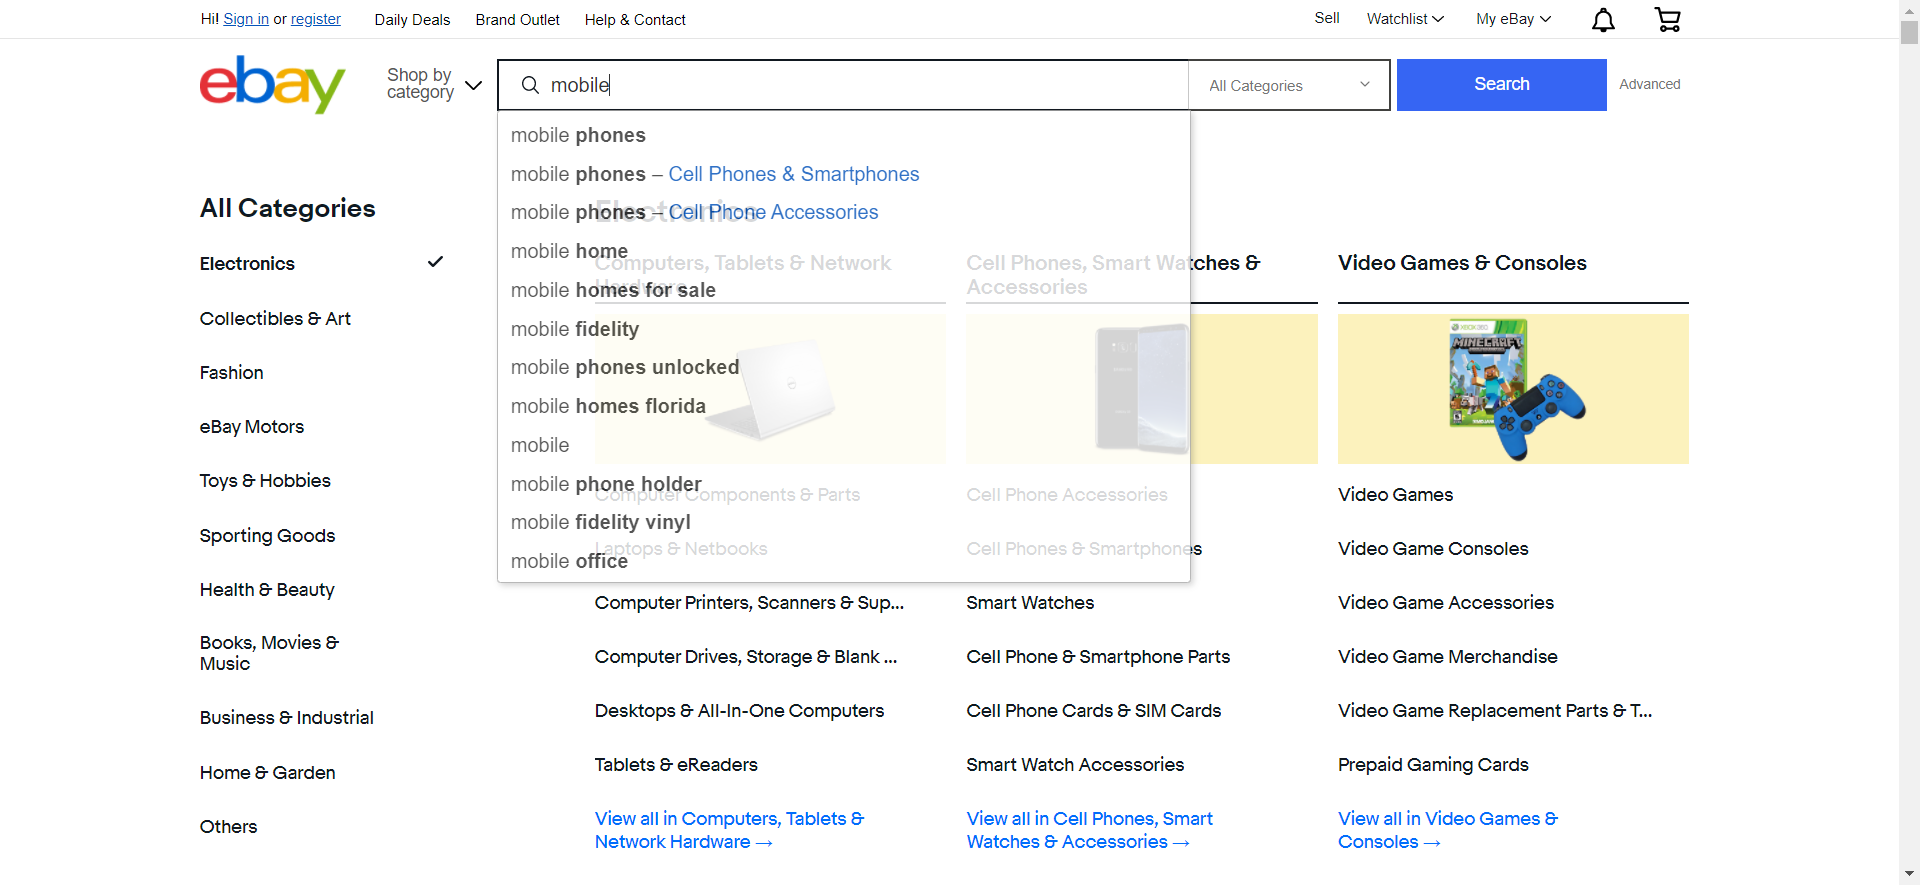 Hi! Sign in or register
Daily Deals
Brand Outlet
Help & Contact
Sell
Watchlist
My eBay
ebay
Shop by
category
mobile
All Categories
Search
Advanced
mobile phones
mobile phones – Cell Phones & Smartphones
mobile phones – Cell Phone Accessories
mobile home
mobile homes for sale
mobile fidelity
mobile phones unlocked
mobile homes florida
mobile
mobile phone holder
mobile fidelity vinyl
mobile office
All Categories
Electronics
Collectibles & Art
Fashion
eBay Motors
Toys & Hobbies
Sporting Goods
Health & Beauty
Books, Movies &
Music
Business & Industrial
Home & Garden
Others
Electronics
Computers, Tablets & Network
Hardware
Computer Components & Parts
Laptops & Netbooks
Computer Printers, Scanners & Sup...
Computer Drives, Storage & Blank ...
Desktops & All-In-One Computers
Tablets & eReaders
View all in Computers, Tablets &
Network Hardware →
Cell Phones, Smart Watches &
Accessories
Cell Phone Accessories
Cell Phones & Smartphones
Smart Watches
Cell Phone & Smartphone Parts
Cell Phone Cards & SIM Cards
Smart Watch Accessories
View all in Cell Phones, Smart
Watches & Accessories →
Video Games & Consoles
XBOX 360
MINECRAFT
Video Games
Video Game Consoles
Video Game Accessories
Video Game Merchandise
Video Game Replacement Parts & T...
Prepaid Gaming Cards
View all in Video Games &
Consoles →